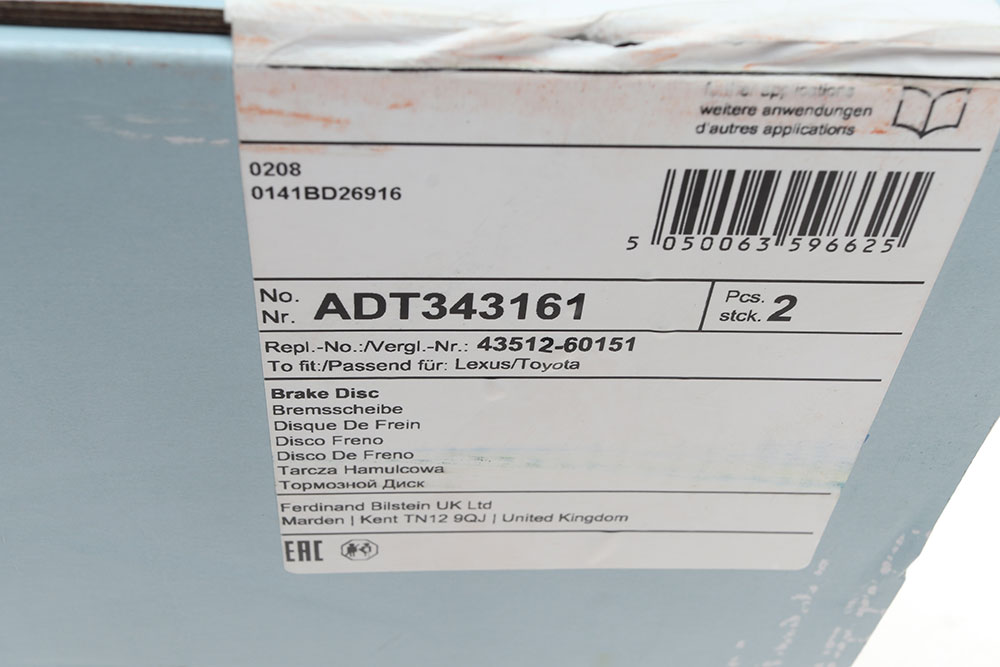 further applications
weitere anwendungen
d'autres applications
0208
0141BD26916
5 050063 596625
No.
Nr. ADT343161
Pcs.
stck. 2
Repl.-No.:/Vergl.-Nr.: 43512-60151
To fit:/Passend für: Lexus/Toyota
Brake Disc
Bremsscheibe
Disque De Frein
Disco Freno
Disco De Freno
Tarcza Hamulcowa
Тормозной Диск
Ferdinand Bilstein UK Ltd
Marden | Kent TN12 9QJ | United Kingdom
EAC